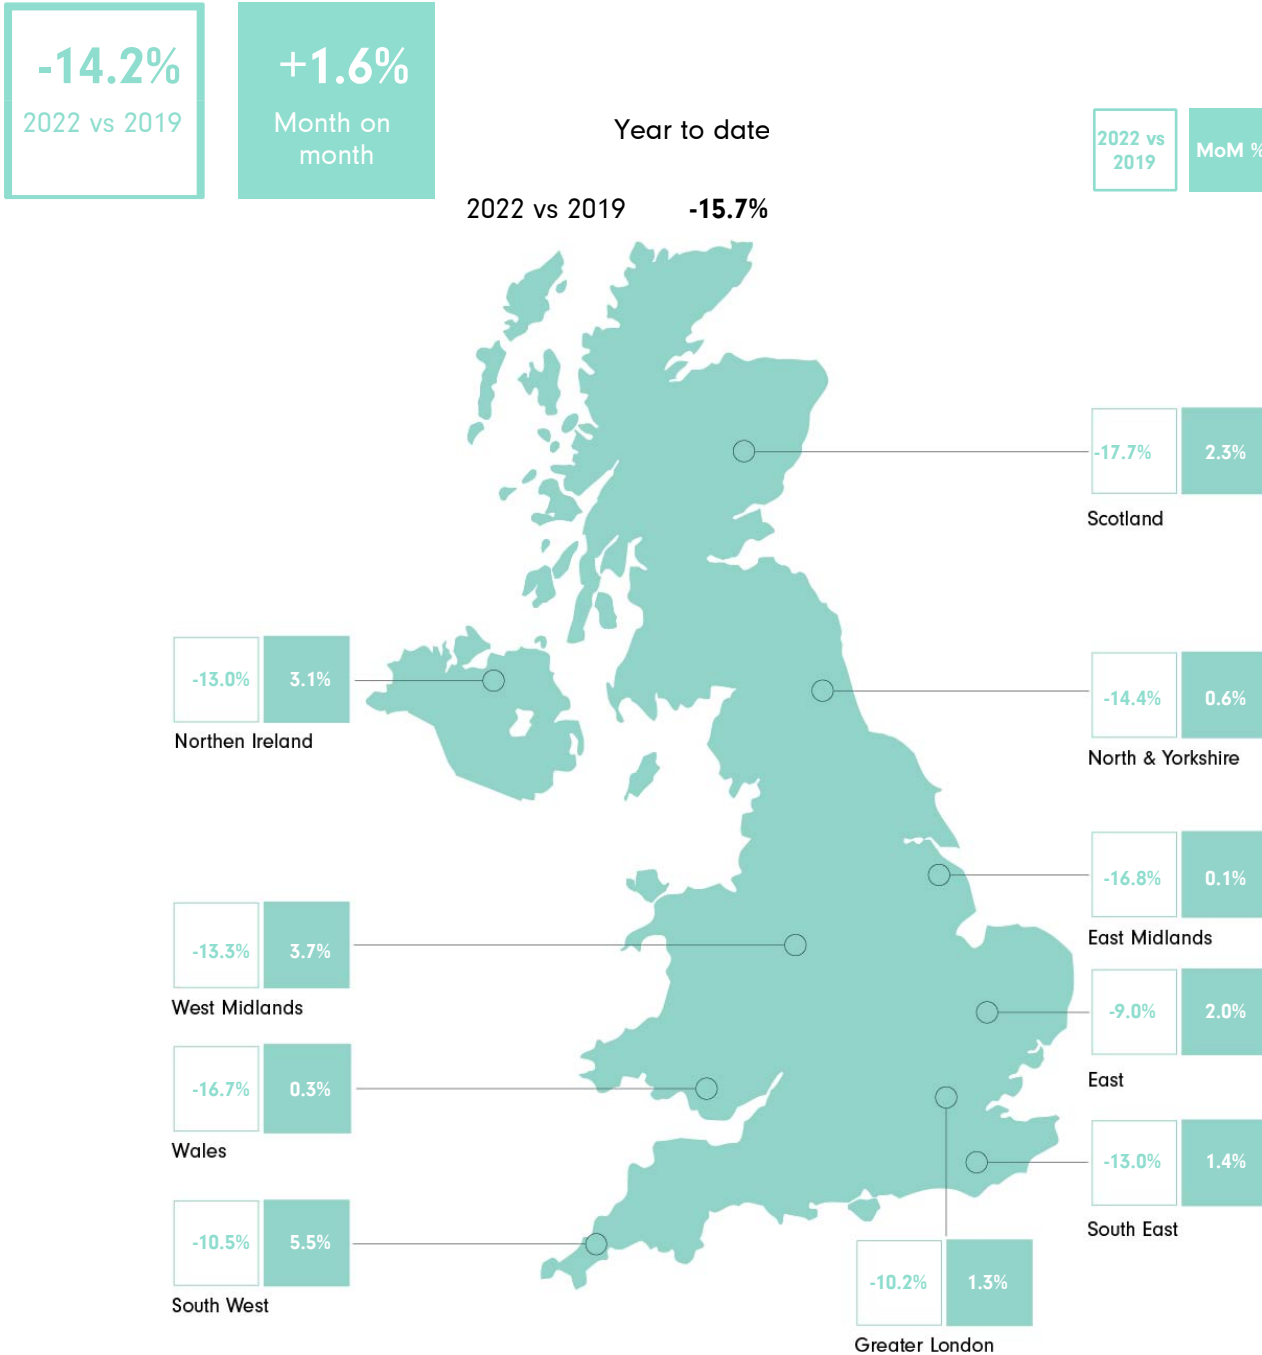 -14.2%
2022 vs 2019
+1.6%
Month on
month
Year to date
2022 vs 2019 -15.7%
2022 vs
2019
MoM %
-17.7% 2.3%
Scotland
-13.0% 3.1%
Northen Ireland
-14.4% 0.6%
North & Yorkshire
-16.8% 0.1%
East Midlands
-13.3% 3.7%
West Midlands
-9.0% 2.0%
East
-16.7% 0.3%
Wales
-13.0% 1.4%
South East
-10.5% 5.5%
South West
-10.2% 1.3%
Greater London